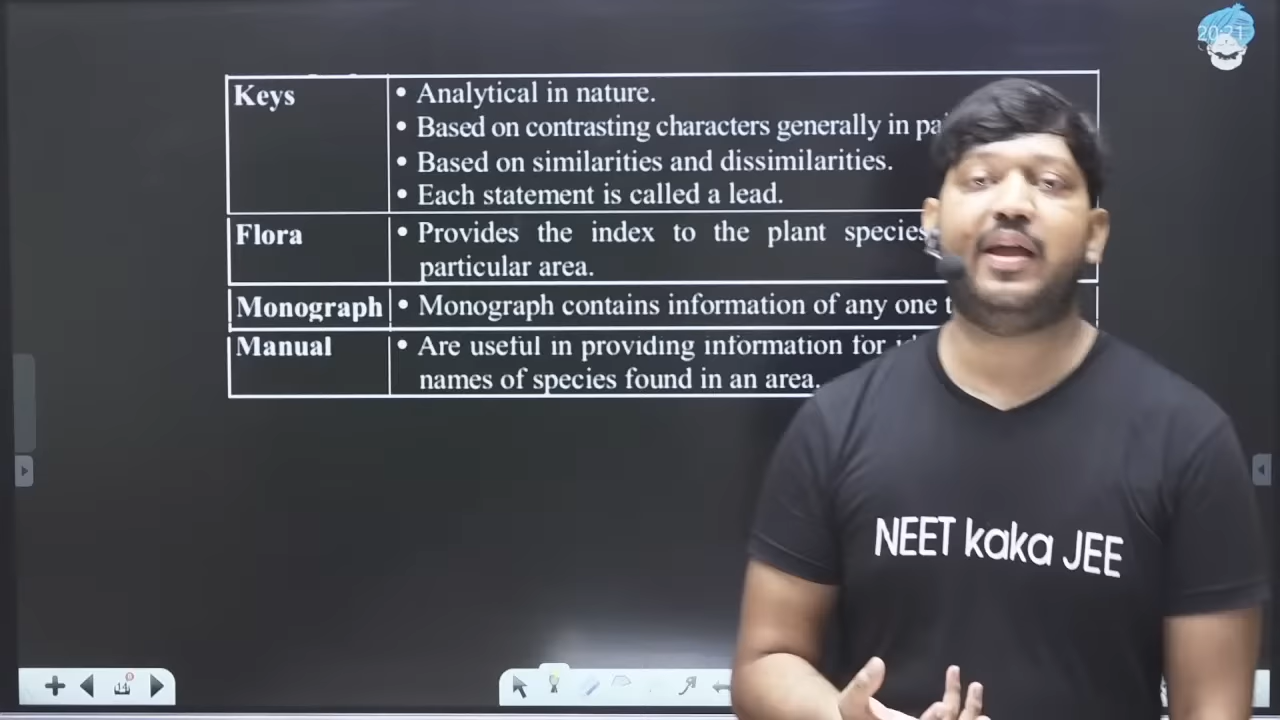 20:21
Keys
• Analytical in nature.
• Based on contrasting characters generally in
• Based on similarities and dissimilarities.
• Each statement is called a lead.
Flora
• Provides the index to the plant species
particular area.
Monograph
• Monograph contains information of any one
Manual
• Are useful in providing information for
names of species found in an area.
NEET kaka JEE